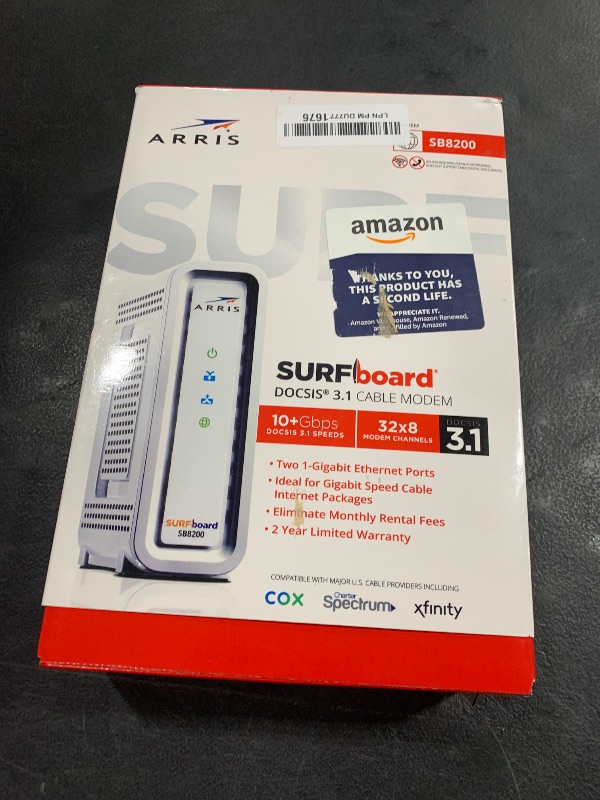 LPN PM DU777 1676
ARRIS
SB8200
SURF
amazon
THANKS TO YOU,
THIS PRODUCT HAS
A SECOND LIFE.
APPRECIATE IT.
Amazon Warehouse, Amazon Renewed,
filled by Amazon
ARRIS
SURFboard
SB8200
SURFboard®
DOCSIS® 3.1 CABLE MODEM
10+Gbps
DOCSIS 3.1 SPEEDS
32x8
MODEM CHANNELS
DOCSIS
3.1
• Two 1-Gigabit Ethernet Ports
• Ideal for Gigabit Speed Cable
Internet Packages
• Eliminate Monthly Rental Fees
• 2 Year Limited Warranty
COMPATIBLE WITH MAJOR U.S. CABLE PROVIDERS INCLUDING
COX
Charter
Spectrum
xfinity